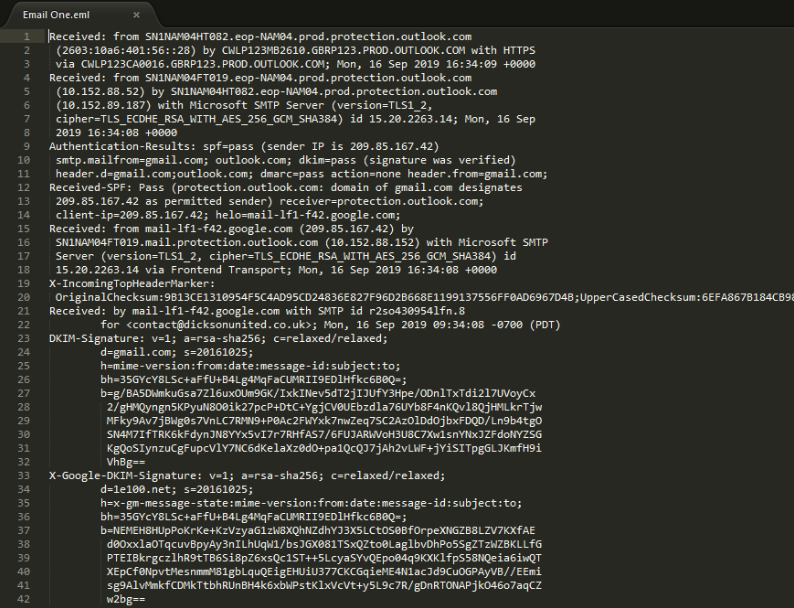 Email One.eml ×
1 Received: from SN1NAM04HT082.eop-NAM04.prod.protection.outlook.com
2 (2603:10a6:401:56::28) by CWLP123MB2610.GBRP123.PROD.OUTLOOK.COM with HTTPS
3 via CWLP123CA0016.GBRP123.PROD.OUTLOOK.COM; Mon, 16 Sep 2019 16:34:09 +0000
4 Received: from SN1NAM04FT019.eop-NAM04.prod.protection.outlook.com
5 (10.152.88.52) by SN1NAM04HT082.eop-NAM04.prod.protection.outlook.com
6 (10.152.89.187) with Microsoft SMTP Server (version=TLS1_2,
7 cipher=TLS_ECDHE_RSA_WITH_AES_256_GCM_SHA384) id 15.20.2263.14; Mon, 16 Sep
8 2019 16:34:08 +0000
9 Authentication-Results: spf=pass (sender IP is 209.85.167.42)
10 smtp.mailfrom=gmail.com; outlook.com; dkim=pass (signature was verified)
11 header.d=gmail.com;outlook.com; dmarc=pass action=none header.from=gmail.com;
12 Received-SPF: Pass (protection.outlook.com: domain of gmail.com designates
13 209.85.167.42 as permitted sender) receiver=protection.outlook.com;
14 client-ip=209.85.167.42; helo=mail-lf1-f42.google.com;
15 Received: from mail-lf1-f42.google.com (209.85.167.42) by
16 SN1NAM04FT019.mail.protection.outlook.com (10.152.88.152) with Microsoft SMTP
17 Server (version=TLS1_2, cipher=TLS_ECDHE_RSA_WITH_AES_256_GCM_SHA384) id
18 15.20.2263.14 via Frontend Transport; Mon, 16 Sep 2019 16:34:08 +0000
19 X-IncomingTopHeaderMarker:
20 OriginalChecksum:9B13CE1310954F5C4AD95CD24836E827F96D2B668E1199137556FF0AD6967D4B;UpperCasedChecksum:6EFA867B184CB98
21 Received: by mail-lf1-f42.google.com with SMTP id r2so430954lfn.8
22 for <contact@dicksonunited.co.uk>; Mon, 16 Sep 2019 09:34:08 -0700 (PDT)
23 DKIM-Signature: v=1; a=rsa-sha256; c=relaxed/relaxed;
24 d=gmail.com; s=20161025;
25 h=mime-version:from:date:message-id:subject:to;
26 bh=35GYcY8LSc+aFfU+B4Lg4MqFaCUMRII9EDlHfkc6B0Q=;
27 b=g/BA5DWmkuGsa7Zl6uxOUm9GK/IxkINev5dT2jIJUfY3Hpe/ODnlTxTdi2l7UVoyCx
28 2/gHMQyngn5KPyuN8O0ik27pcP+DtC+YgjCV0UEbzdla76UYb8F4nKQvl8QjHMLkrTjw
29 MFky9Av7jBWg0s7VnLC7RMN9+P0Ac2FWYxk7nwZeq7SC2AzOlDdOjbxFDQD/Ln9b4tgO
30 SN4M7IfTRK6kFdynJN8YYx5vI7r7RHfAS7/6FUJARWVoH3U8C7Xw1snYNxJZFdoNYZSG
31 KgQoSIynzuCgFupcVlY7NC6dKelaXz0dO+pa1QcQJ7jAh2vLWF+jYiSITpgGLJKmfH9i
32 VhBg==
33 X-Google-DKIM-Signature: v=1; a=rsa-sha256; c=relaxed/relaxed;
34 d=1e100.net; s=20161025;
35 h=x-gm-message-state:mime-version:from:date:message-id:subject:to;
36 bh=35GYcY8LSc+aFfU+B4Lg4MqFaCUMRII9EDlHfkc6B0Q=;
37 b=NEMEH8HUpPoKrKe+KzVzyaG1zW8XQhNZdhYJ3X5LCtOS0BfOrpeXNGZB8LZV7KXfAE
38 d0OxxlaOTqcuvBpyAy3nILhUqW1/bsJGX081TSxQZto0LaglbvDhPo5SgZTzWZBKLLfG
39 PTEIBkrgczlhR9tTB6Si8pZ6xsQc1ST++5LcyaSYvQEpo04q9KXKlfpS58NQeia6iwQT
40 XEpCf0NpvtMesnmmM81gbLquQEigEHUiU377CKCGqieME4N1acJd9CuOGPAyVB//EEmi
41 sg9AlvMmkfCDMkTtbhRUnBH4k6xbWPstKlxVcVt+y5L9c7R/gDnRTONAPjkO46o7aqCZ
42 w2bg==